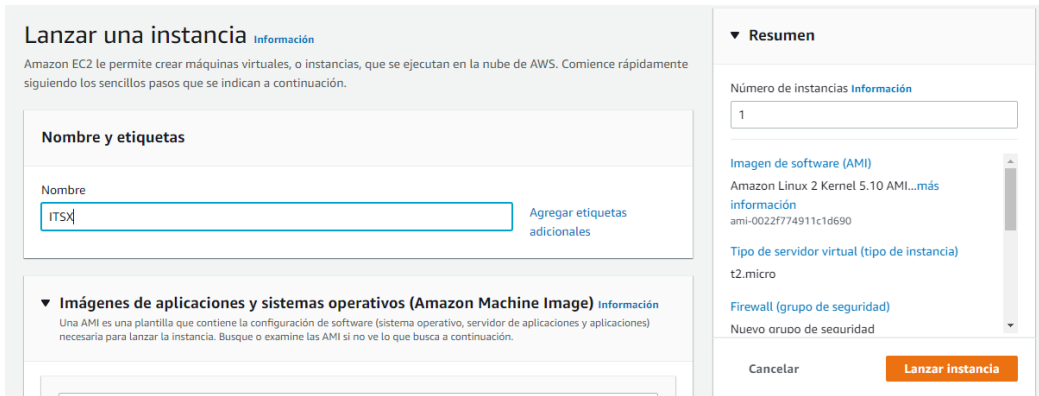 Lanzar una instancia Información
Amazon EC2 le permite crear máquinas virtuales, o instancias, que se ejecutan en la nube de AWS. Comience rápidamente
siguiendo los sencillos pasos que se indican a continuación.
Nombre y etiquetas
Nombre
ITSX
Agregar etiquetas
adicionales
▼ Imágenes de aplicaciones y sistemas operativos (Amazon Machine Image) Información
Una AMI es una plantilla que contiene la configuración de software (sistema operativo, servidor de aplicaciones y aplicaciones)
necesaria para lanzar la instancia. Busque o examine las AMI si no ve lo que busca a continuación.
▼ Resumen
Número de instancias Información
1
Imagen de software (AMI)
Amazon Linux 2 Kernel 5.10 AMI...más
información
ami-0022f774911c1d690
Tipo de servidor virtual (tipo de instancia)
t2.micro
Firewall (grupo de seguridad)
Nuevo grupo de seguridad
Cancelar
Lanzar instancia